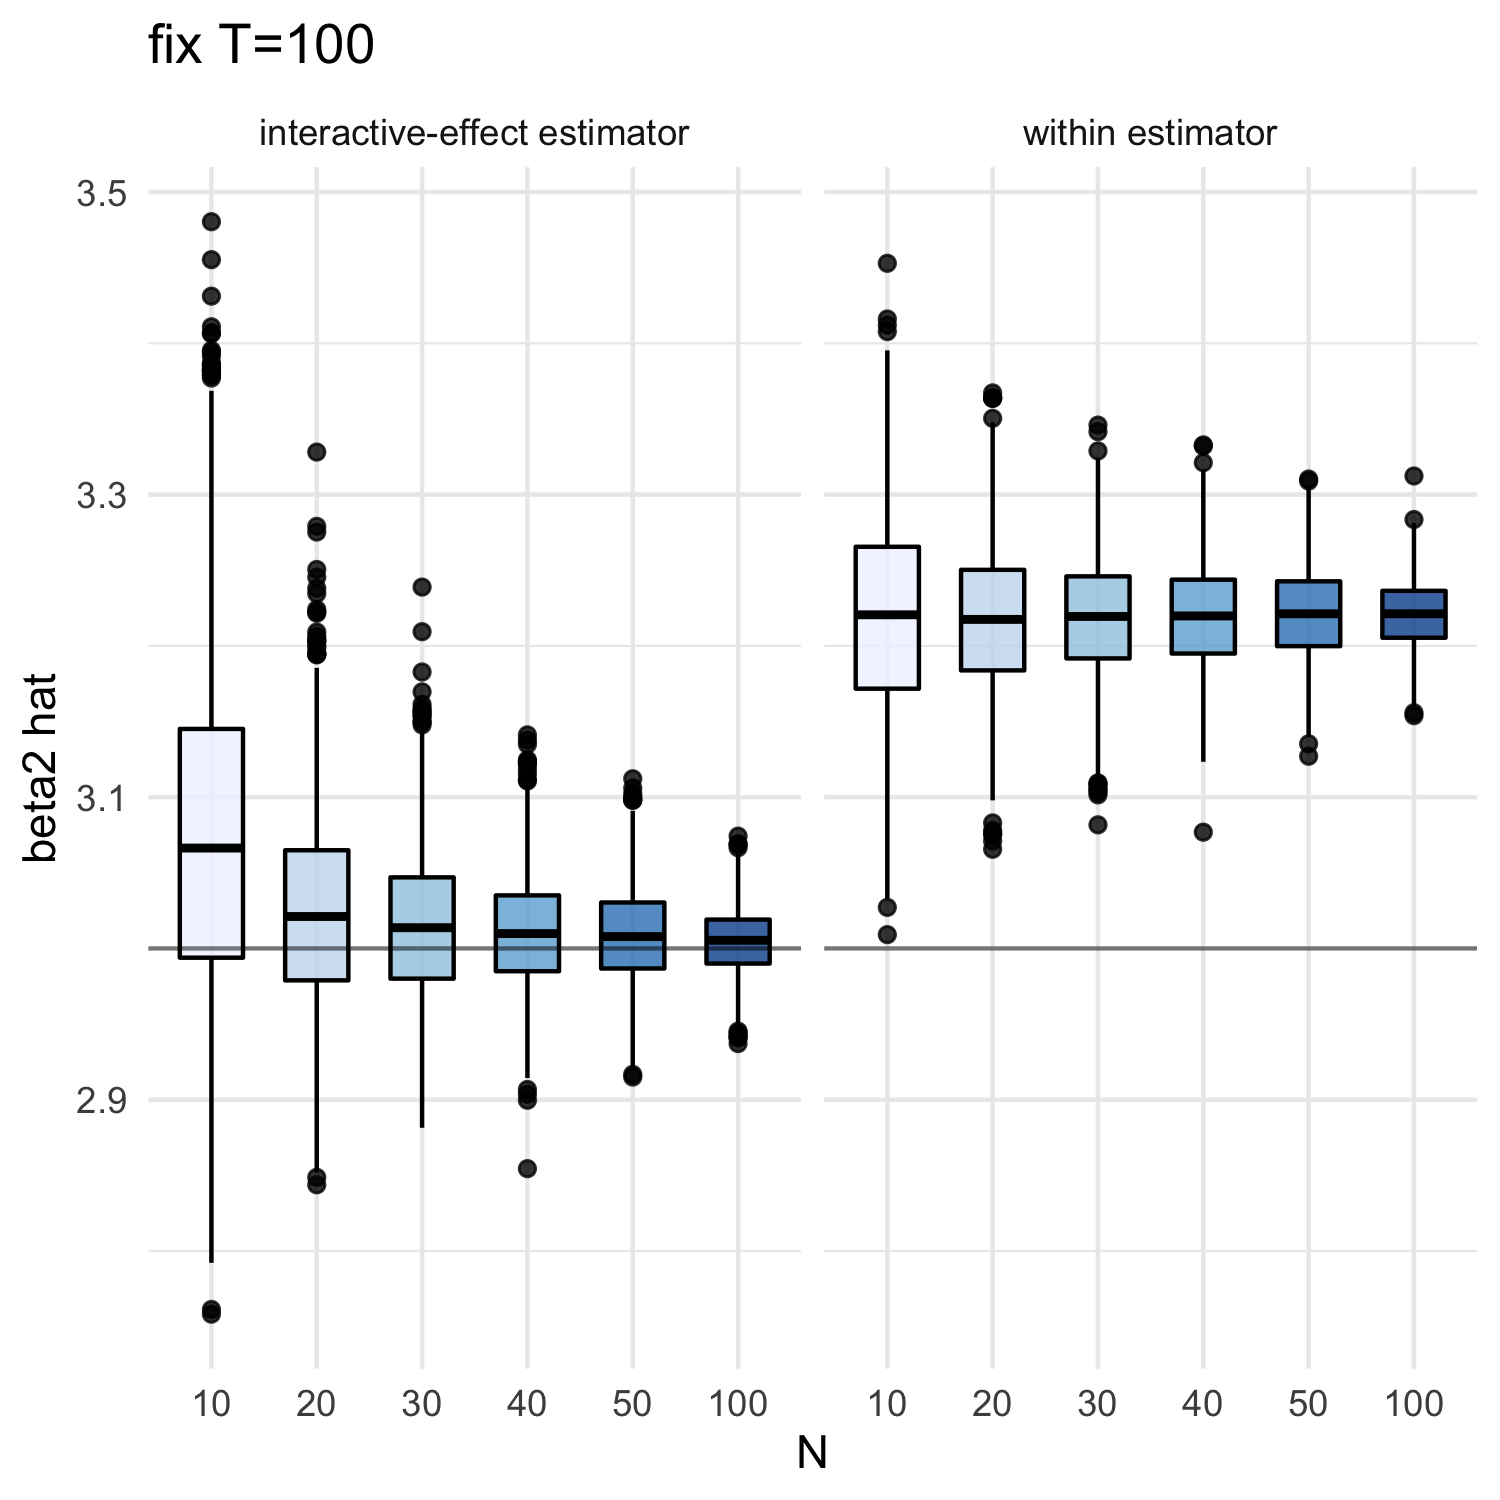 fix T=100
interactive-effect estimator within estimator
3.5
3.3
3.1
2.9
beta2 hat
10 20 30 40 50 100 10 20 30 40 50 100
N